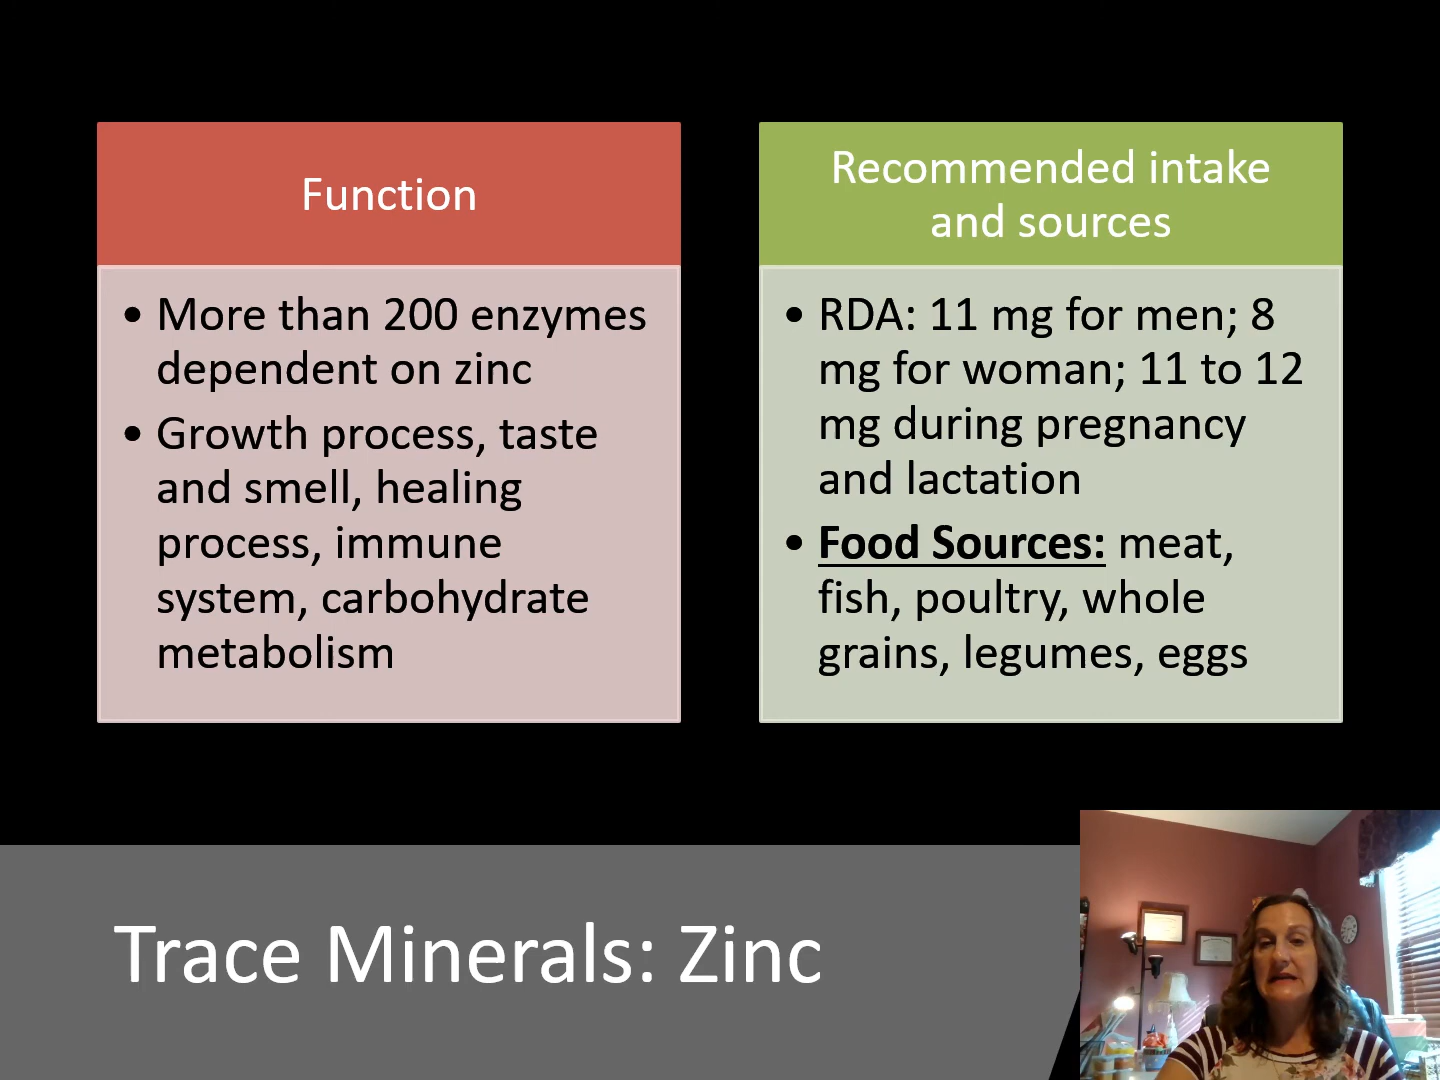 Function
• More than 200 enzymes
dependent on zinc
• Growth process, taste
and smell, healing
process, immune
system, carbohydrate
metabolism
Recommended intake
and sources
• RDA: 11 mg for men; 8
mg for woman; 11 to 12
mg during pregnancy
and lactation
• Food Sources: meat,
fish, poultry, whole
grains, legumes, eggs
Trace Minerals: Zinc